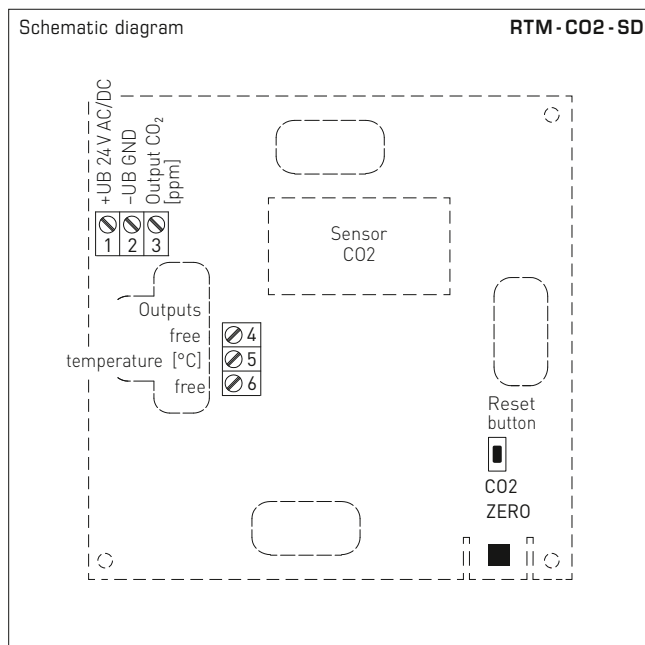 Schematic diagram
RTM-CO2-SD
+UB 24V AC/DC
–UB GND
Output CO₂
[ppm]
1 2 3
Sensor
CO2
Outputs
free 4
temperature [°C] 5
free 6
Reset
button
CO2
ZERO